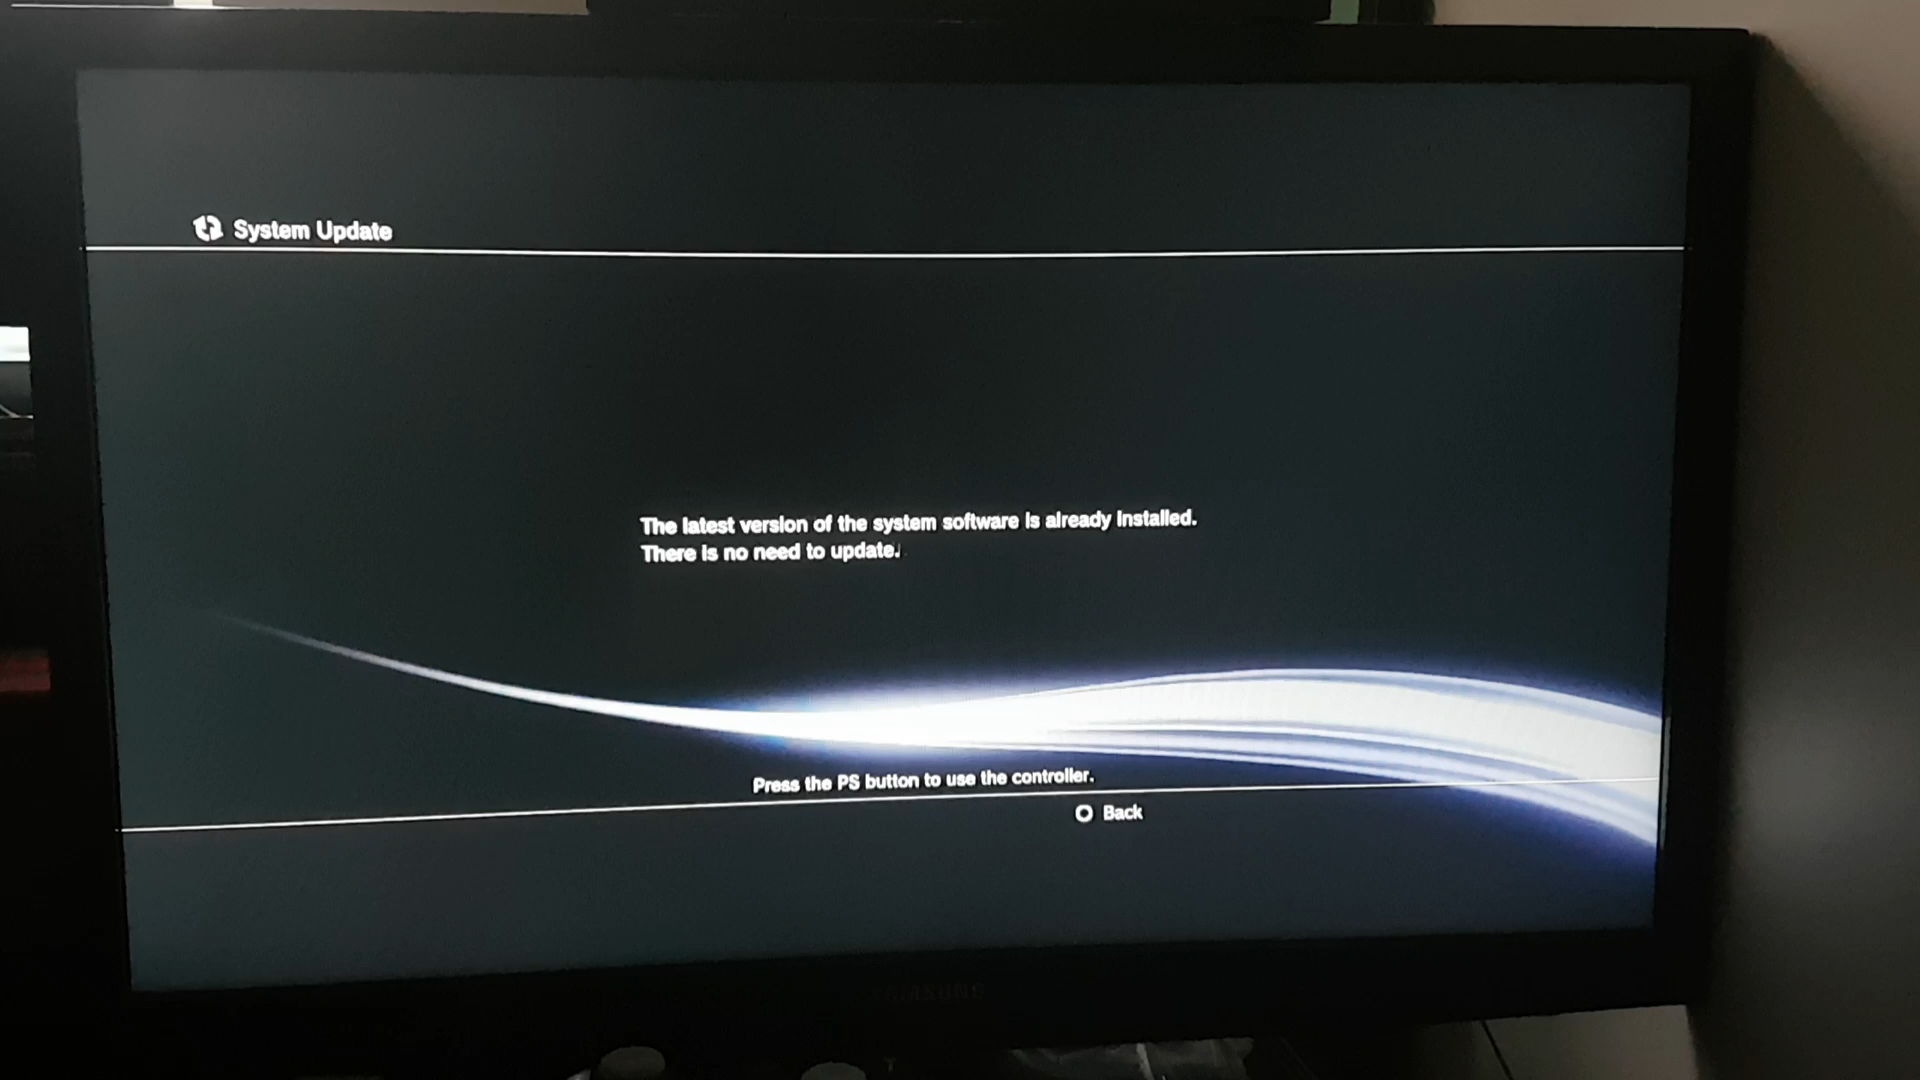 System Update
The latest version of the system software is already installed.
There is no need to update.
Press the PS button to use the controller.
Back
SAMSUNG